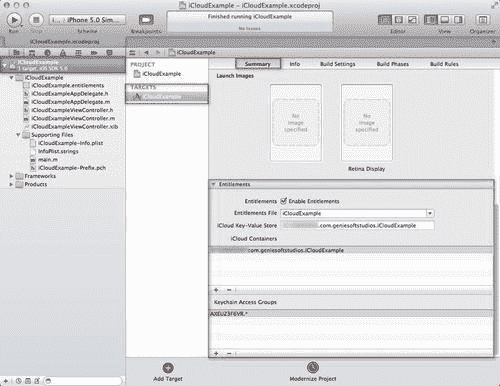 iCloudExample.xcodeproj
iPhone 5.0 Sim...
Finished running iCloudExample
No Issues
Run Stop Scheme Breakpoints Editor View Organizer
iCloudExample.xcodeproj
iCloudExample
1 target, iOS SDK 5.0
iCloudExample
iCloudExample.entitlements
iCloudExampleAppDelegate.h
iCloudExampleAppDelegate.m
iCloudExampleViewController.h
iCloudExampleViewController.m
iCloudExampleViewController.xib
Supporting Files
iCloudExample-Info.plist
InfoPlist.strings
main.m
iCloudExample-Prefix.pch
Frameworks
Products
iCloudExample
PROJECT
iCloudExample
TARGETS
iCloudExample
Summary Info Build Settings Build Phases Build Rules
Launch Images
No image specified
No image specified
Retina Display
Entitlements
Entitlements Enable Entitlements
Entitlements File iCloudExample
iCloud Key-Value Store .com.geniesoftstudios.iCloudExample
iCloud Containers
.com.geniesoftstudios.iCloudExample
Keychain Access Groups
AXEUZ3F6VR.*
Add Target
Modernize Project